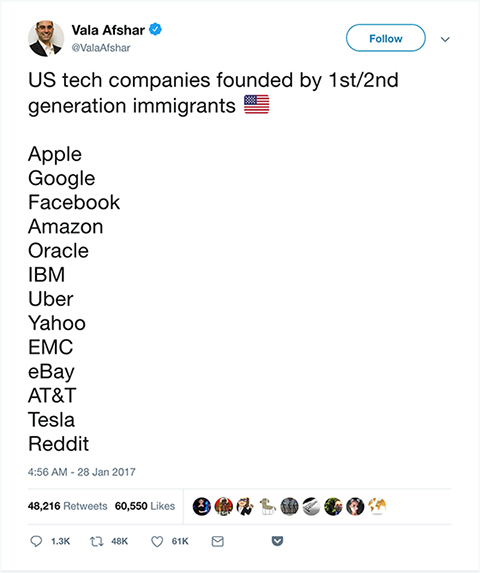 Vala Afshar
@ValaAfshar
Follow
US tech companies founded by 1st/2nd
generation immigrants 🇺🇸
Apple
Google
Facebook
Amazon
Oracle
IBM
Uber
Yahoo
EMC
eBay
AT&T
Tesla
Reddit
4:56 AM - 28 Jan 2017
48,216 Retweets 60,550 Likes
1.3K 48K 61K